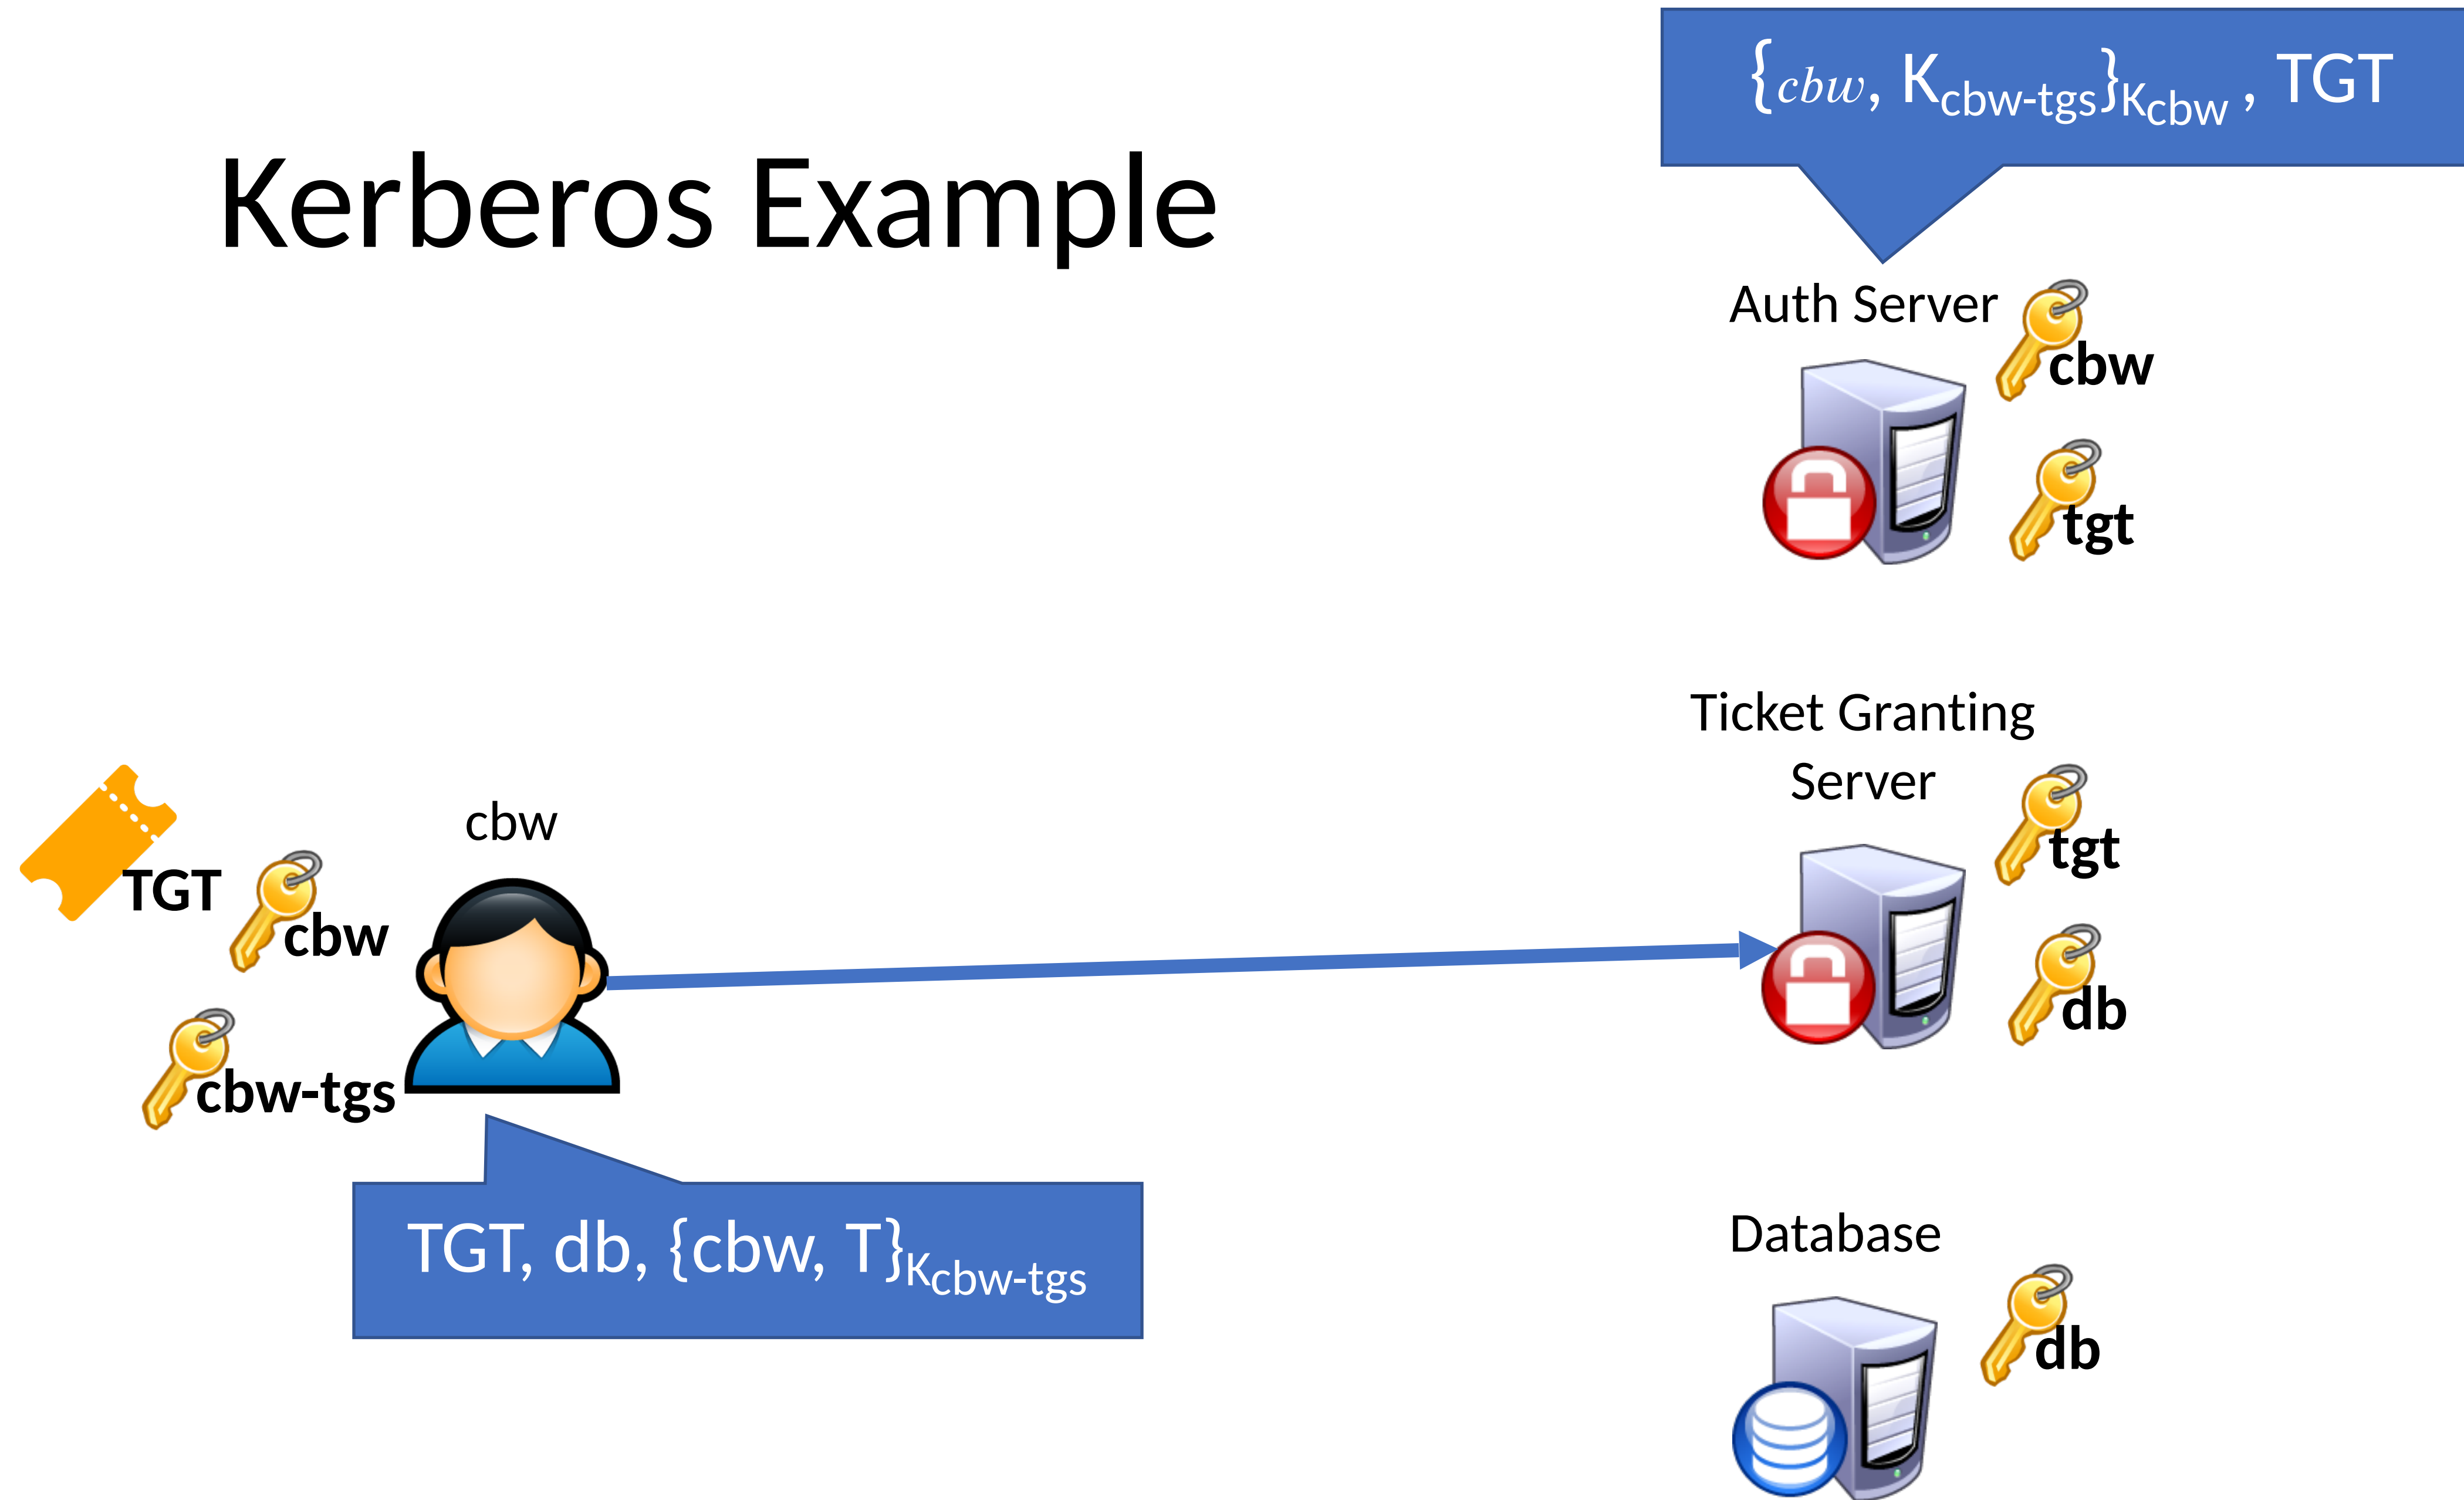 {cbw, Kcbw-tgs}Kcbw , TGT
Kerberos Example
Auth Server
cbw
tgt
Ticket Granting
Server
tgt
db
TGT
cbw
cbw
cbw-tgs
TGT, db, {cbw, T}Kcbw-tgs
Database
db